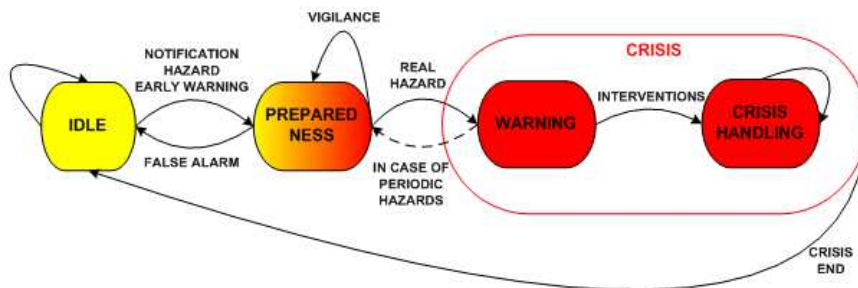 VIGILANCE
CRISIS
NOTIFICATION
HAZARD
EARLY WARNING
REAL
HAZARD
IDLE
PREPARED
NESS
WARNING
INTERVENTIONS
CRISIS
HANDLING
FALSE ALARM
IN CASE OF
PERIODIC
HAZARDS
CRISIS
END